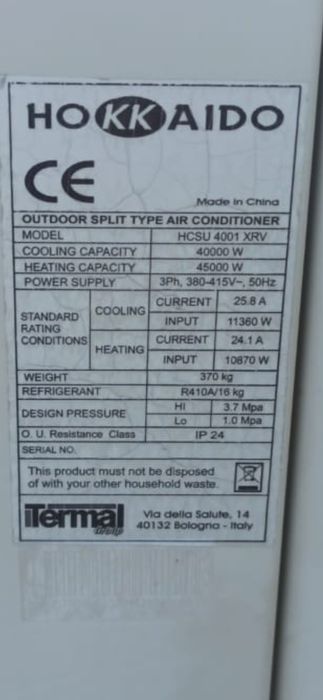 HOKKAIDO
CE
Made in China
OUTDOOR SPLIT TYPE AIR CONDITIONER
MODEL HCSU 4001 XRV
COOLING CAPACITY 40000 W
HEATING CAPACITY 45000 W
POWER SUPPLY 3Ph, 380-415V~, 50Hz
STANDARD RATING CONDITIONS COOLING CURRENT 25.8 A
INPUT 11360 W
HEATING CURRENT 24.1 A
INPUT 10870 W
WEIGHT 370 kg
REFRIGERANT R410A/16 kg
DESIGN PRESSURE Hi 3.7 Mpa
Lo 1.0 Mpa
O. U. Resistance Class IP 24
SERIAL NO.
This product must not be disposed
of with your other household waste.
iTermal Group
Via della Salute, 14
40132 Bologna - Italy